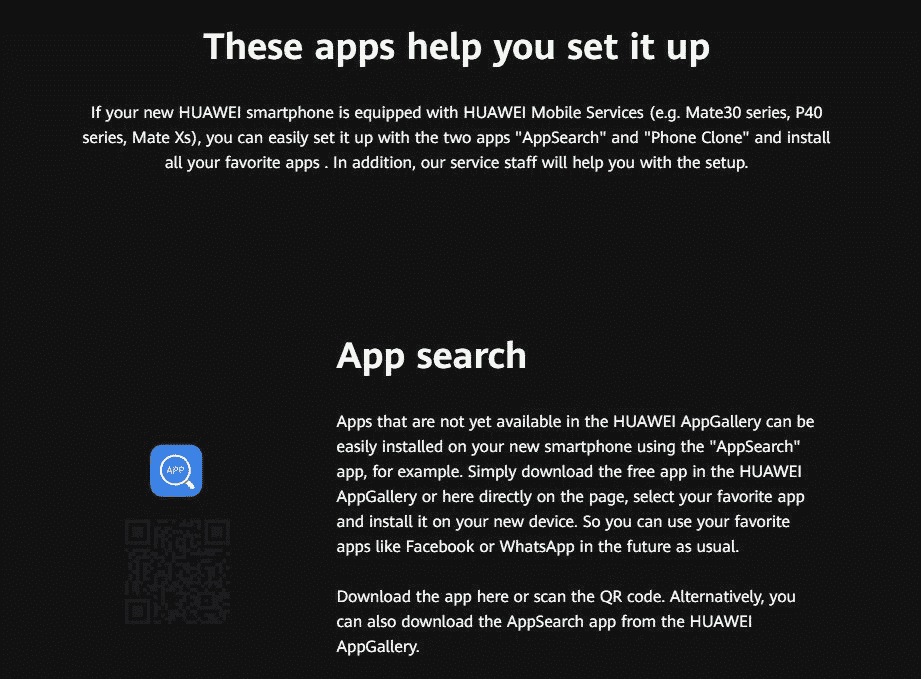 These apps help you set it up
If your new HUAWEI smartphone is equipped with HUAWEI Mobile Services (e.g. Mate30 series, P40
series, Mate Xs), you can easily set it up with the two apps "AppSearch" and "Phone Clone" and install
all your favorite apps . In addition, our service staff will help you with the setup.
App search
Apps that are not yet available in the HUAWEI AppGallery can be
easily installed on your new smartphone using the "AppSearch"
app, for example. Simply download the free app in the HUAWEI
AppGallery or here directly on the page, select your favorite app
and install it on your new device. So you can use your favorite
apps like Facebook or WhatsApp in the future as usual.
APP
Download the app here or scan the QR code. Alternatively, you
can also download the AppSearch app from the HUAWEI
AppGallery.